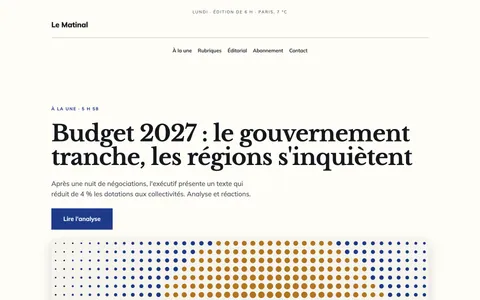 LUNDI · ÉDITION DE 6 H · PARIS, 7 °C
Le Matinal
À la une Rubriques Éditorial Abonnement Contact
À LA UNE · 5 H 58
Budget 2027 : le gouvernement
tranche, les régions s'inquiètent
Après une nuit de négociations, l'exécutif présente un texte qui
réduit de 4 % les dotations aux collectivités. Analyse et réactions.
Lire l'analyse